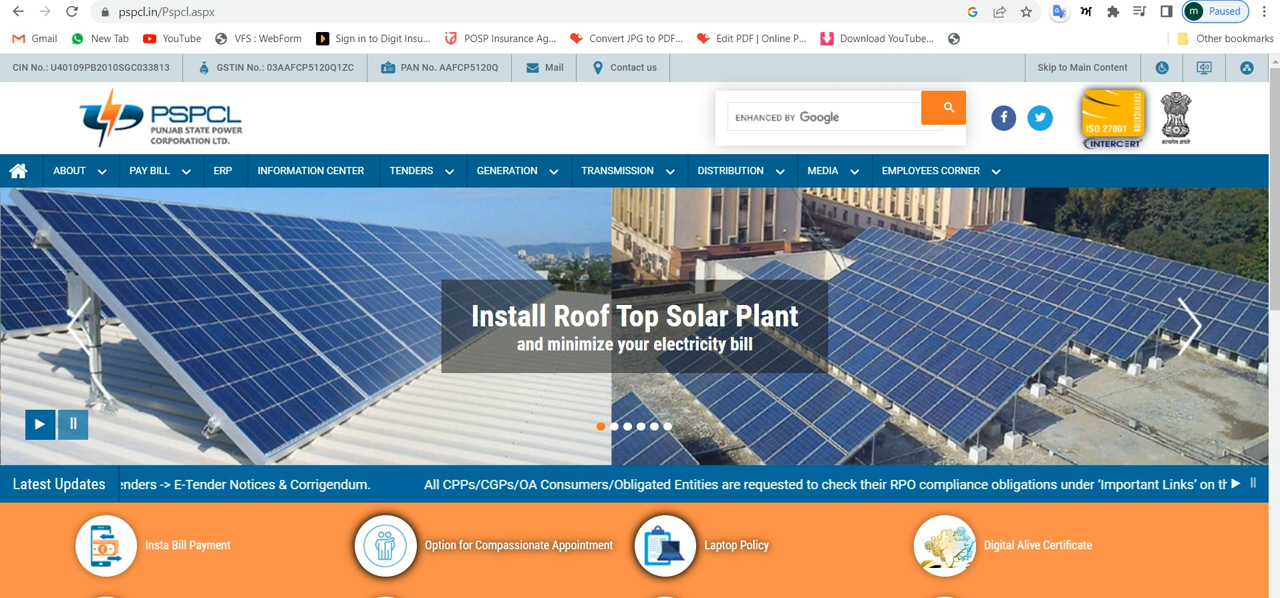 pspcl.in/Pspcl.aspx
m Paused
Gmail New Tab YouTube VFS : WebForm Sign in to Digit Insu... POSP Insurance Ag... Convert JPG to PDF... Edit PDF | Online P... Download YouTube... Other bookmarks
CIN No.: U40109PB2010SGC033813 GSTIN No.: 03AAFCP5120Q1ZC PAN No. AAFCP5120Q Mail Contact us Skip to Main Content
PSPCL
PUNJAB STATE POWER
CORPORATION LTD.
ENHANCED BY Google
CERTIFICATION
ISO 27001
INTERCERT
सत्यमेव जयते
ABOUT PAY BILL ERP INFORMATION CENTER TENDERS GENERATION TRANSMISSION DISTRIBUTION MEDIA EMPLOYEES CORNER
Install Roof Top Solar Plant
and minimize your electricity bill
Latest Updates enders -> E-Tender Notices & Corrigendum. All CPPs/CGPs/OA Consumers/Obligated Entities are requested to check their RPO compliance obligations under ‘Important Links’ on th
Insta Bill Payment Option for Compassionate Appointment Laptop Policy Digital Alive Certificate